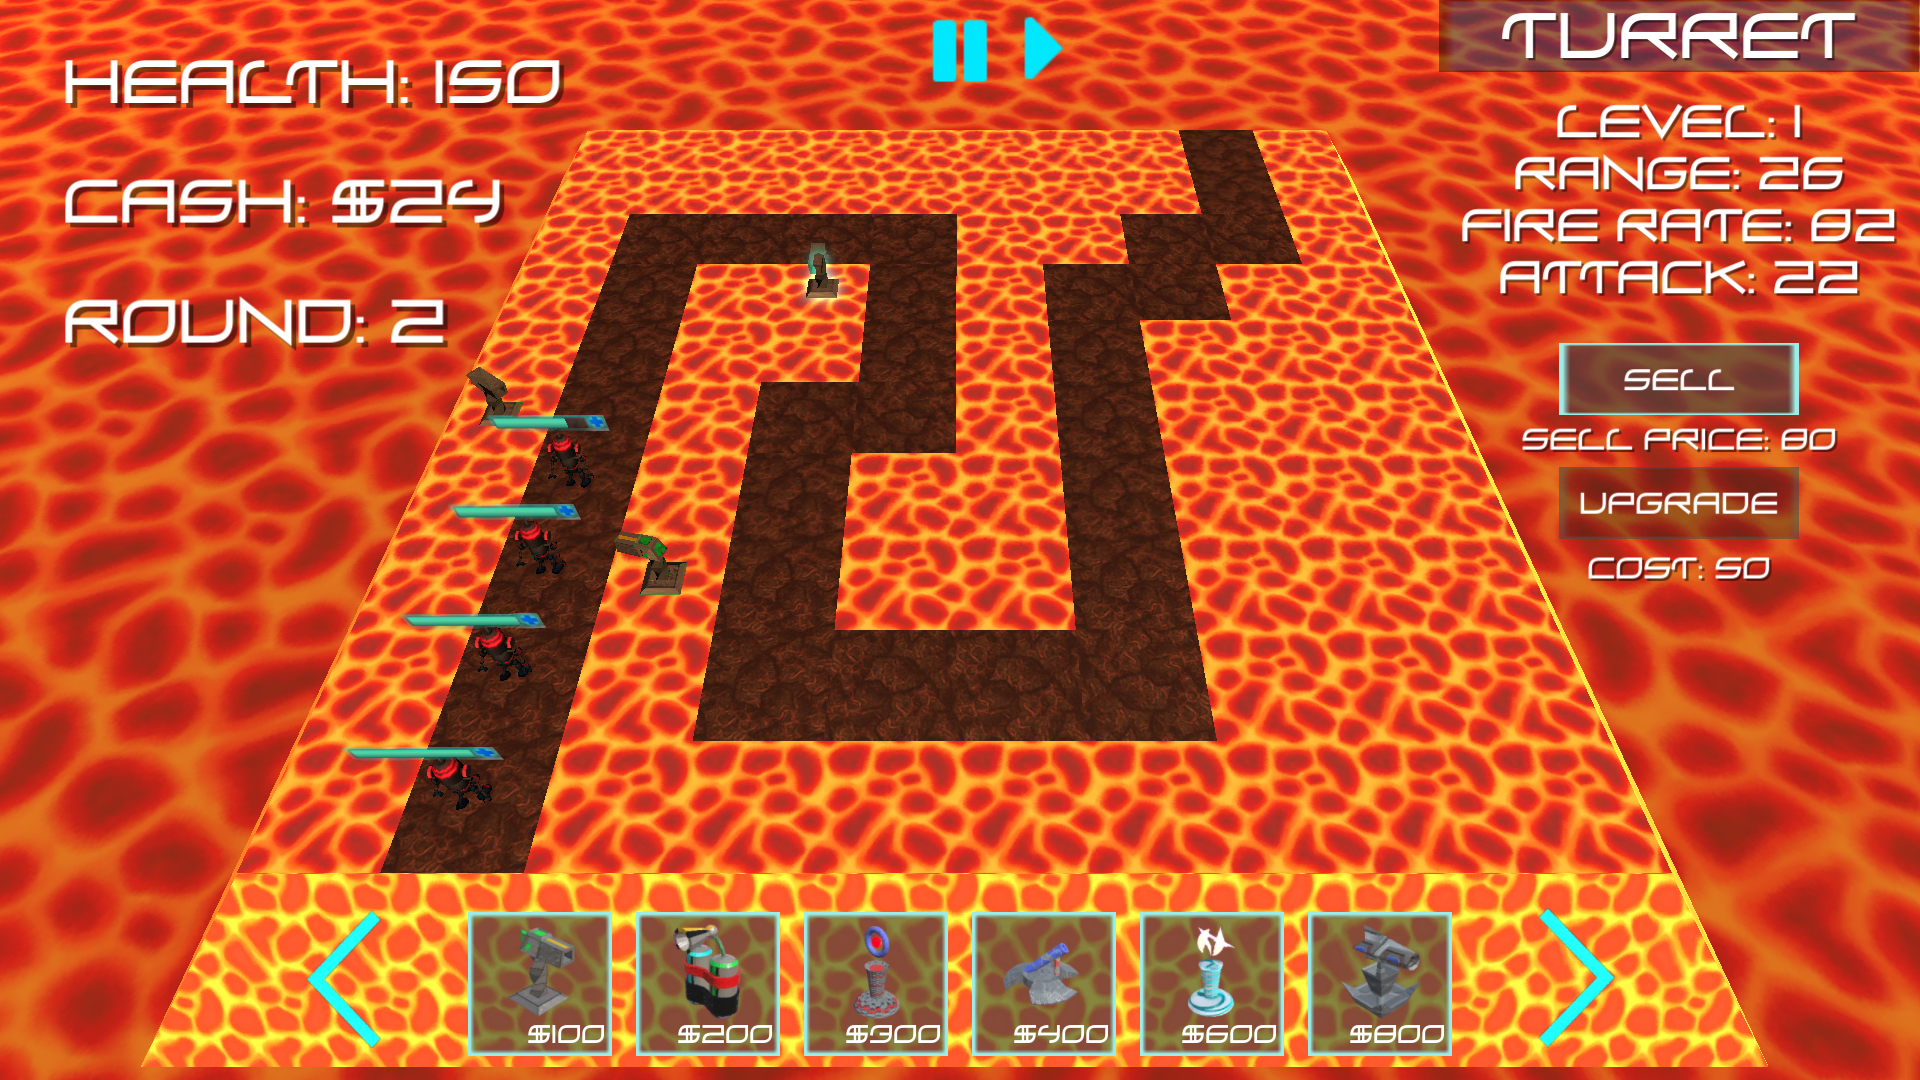 HEALTH: 150
CASH: $24
ROUND: 2
TURRET
LEVEL: 1
RANGE: 26
FIRE RATE: 82
ATTACK: 22
SELL
SELL PRICE: 80
UPGRADE
COST: 50
$100 $200 $300 $400 $600 $800